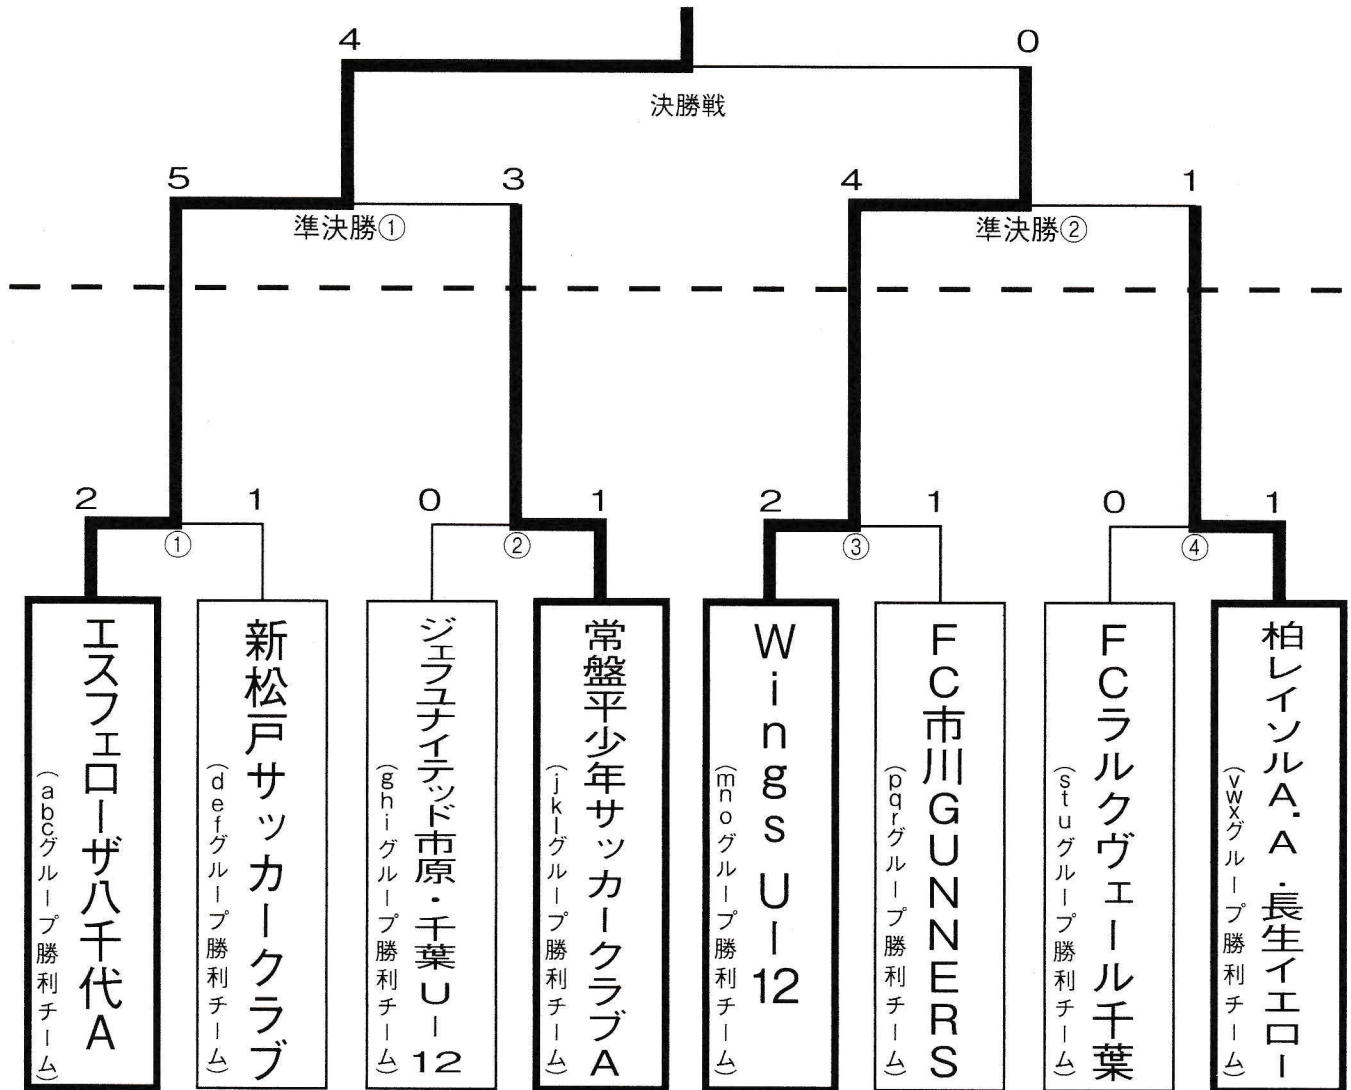 4
0
決勝戦
5
3
4
1
準決勝①
準決勝②
2
1
0
1
2
1
0
1
①
②
③
④
エスフェローザ八千代A
(abcグループ勝利チーム)
新松戸サッカークラブ
(defグループ勝利チーム)
ジェフユナイテッド市原・千葉U-12
(ghiグループ勝利チーム)
常盤平少年サッカークラブA
(jklグループ勝利チーム)
Wings U-12
(mnoグループ勝利チーム)
FC市川GUNNERS
(pqrグループ勝利チーム)
FCラルクヴェール千葉
(stuグループ勝利チーム)
柏レイソルA.A.長生イエロー
(vwxグループ勝利チーム)